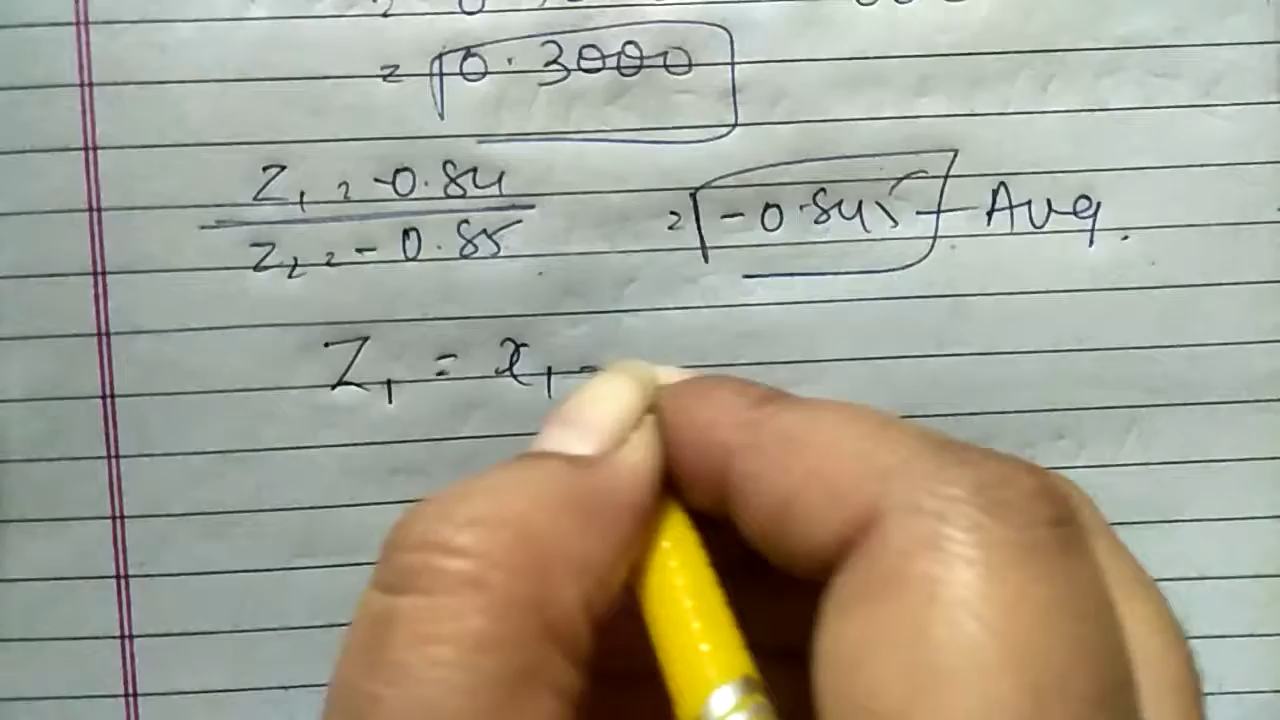 = 0.3000
Z₁ = -0.84
Z₂ = -0.85 = -0.845 - Avg.
Z₁ = x₁ -